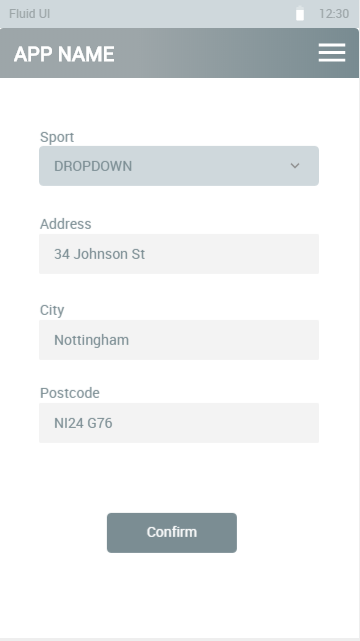 Fluid UI 12:30
APP NAME
Sport
DROPDOWN
Address
34 Johnson St
City
Nottingham
Postcode
NI24 G76
Confirm